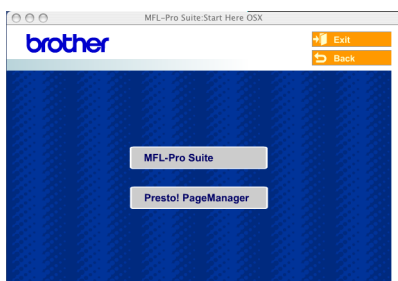 MFL-Pro Suite:Start Here OSX
brother
Exit
Back
MFL-Pro Suite
Presto! PageManager